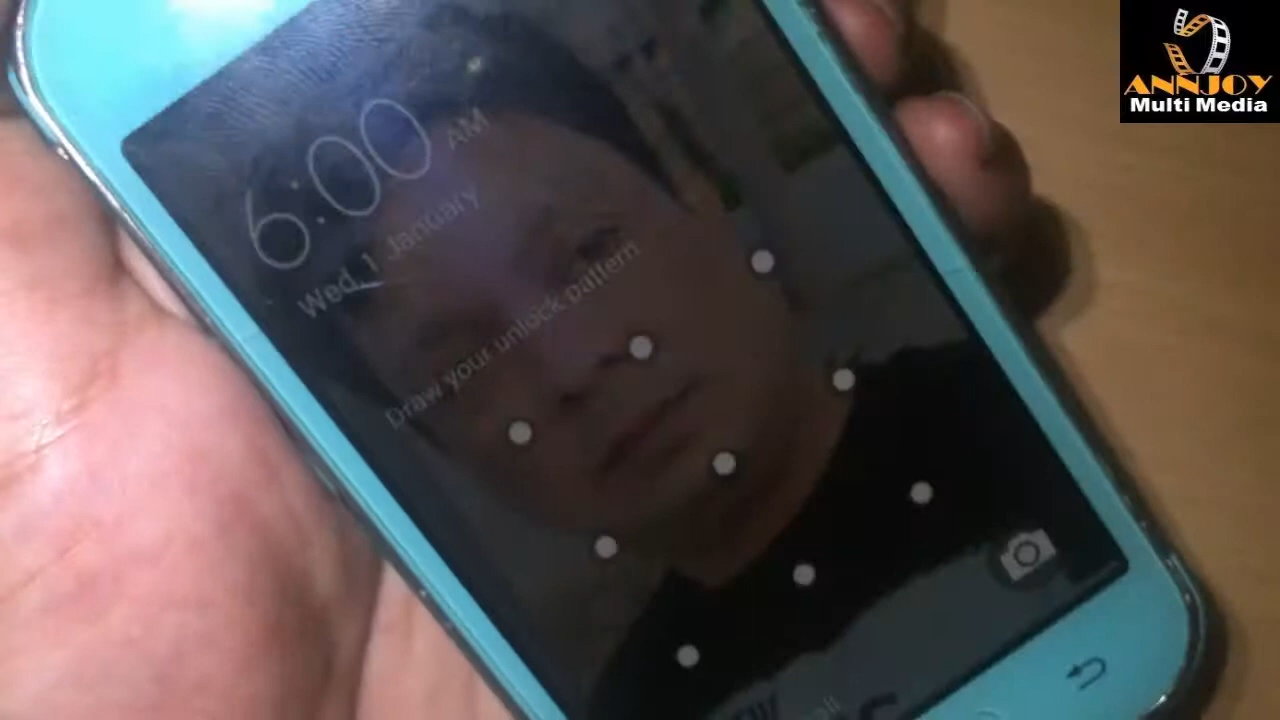 ANNJOY
Multi Media
6:00 AM
Wed, 1 January
Draw your unlock pattern